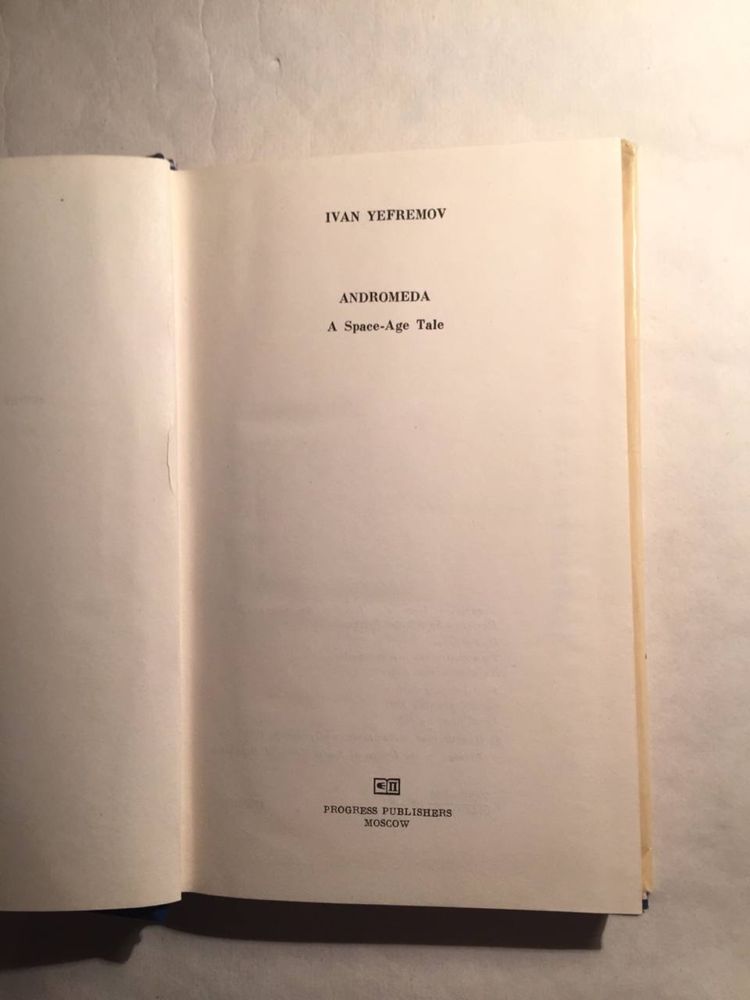 IVAN YEFREMOV
ANDROMEDA
A Space-Age Tale
PROGRESS PUBLISHERS
MOSCOW